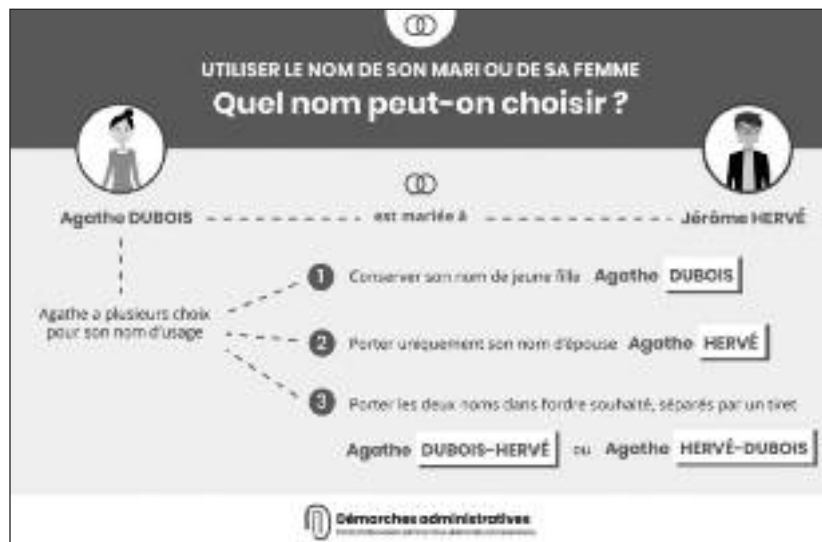 UTILISER LE NOM DE SON MARI OU DE SA FEMME
Quel nom peut-on choisir ?
Agathe DUBOIS
est mariée à
Jérôme HERVÉ
Agathe a plusieurs choix
pour son nom d'usage
1 Conserver son nom de jeune fille Agathe DUBOIS
2 Porter uniquement son nom d'épouse Agathe HERVÉ
3 Porter les deux noms dans l'ordre souhaité, séparés par un tiret
Agathe DUBOIS-HERVÉ ou Agathe HERVÉ-DUBOIS
Démarches administratives